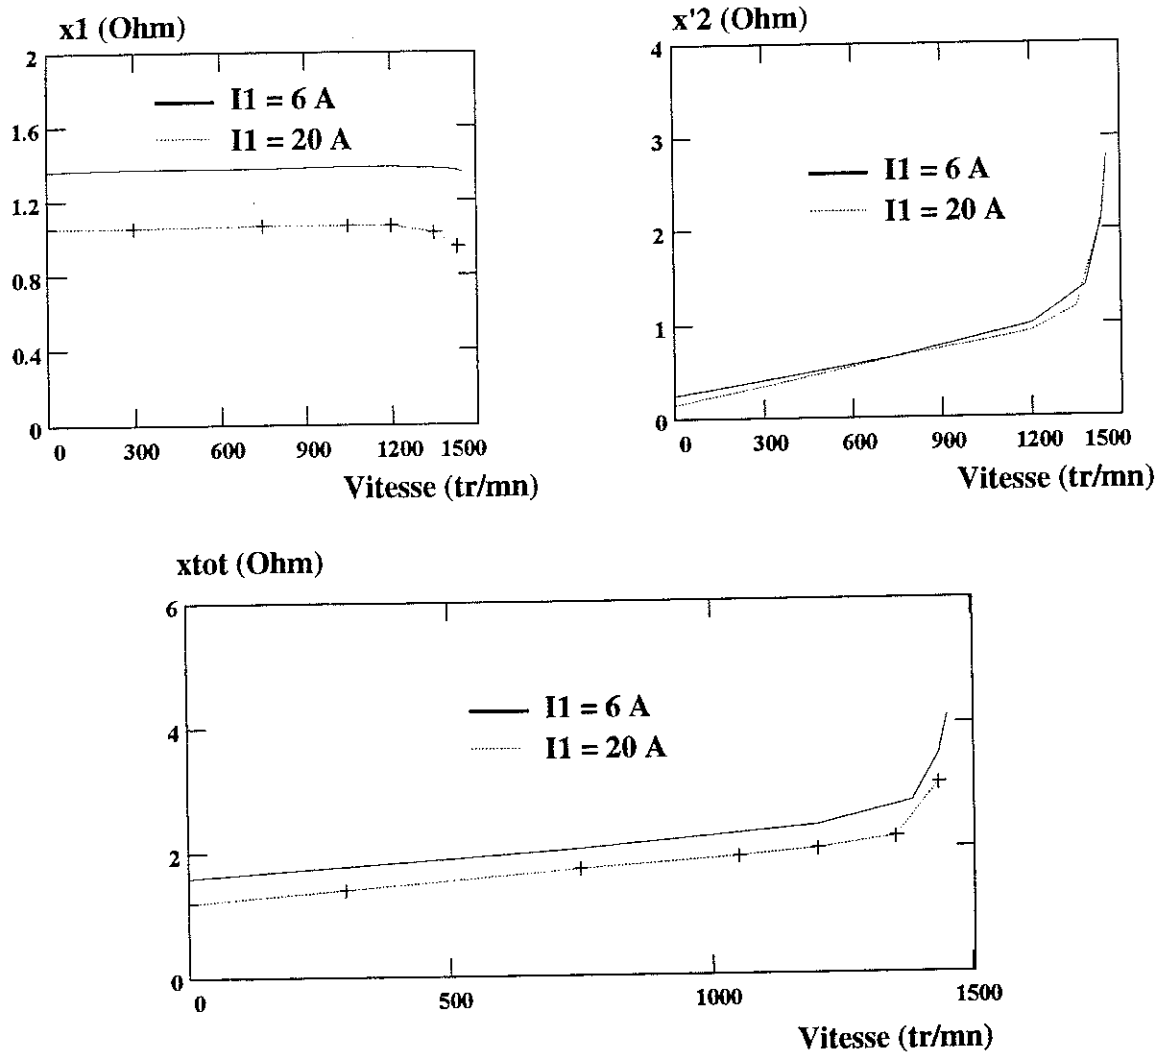 x1 (Ohm)
2
1.6
1.2
0.8
0.4
0
I1 = 6 A
I1 = 20 A
0 300 600 900 1200 1500
Vitesse (tr/mn)
x'2 (Ohm)
4
3
2
1
0
I1 = 6 A
I1 = 20 A
0 300 600 900 1200 1500
Vitesse (tr/mn)
xtot (Ohm)
6
4
2
0
I1 = 6 A
I1 = 20 A
0 500 1000 1500
Vitesse (tr/mn)